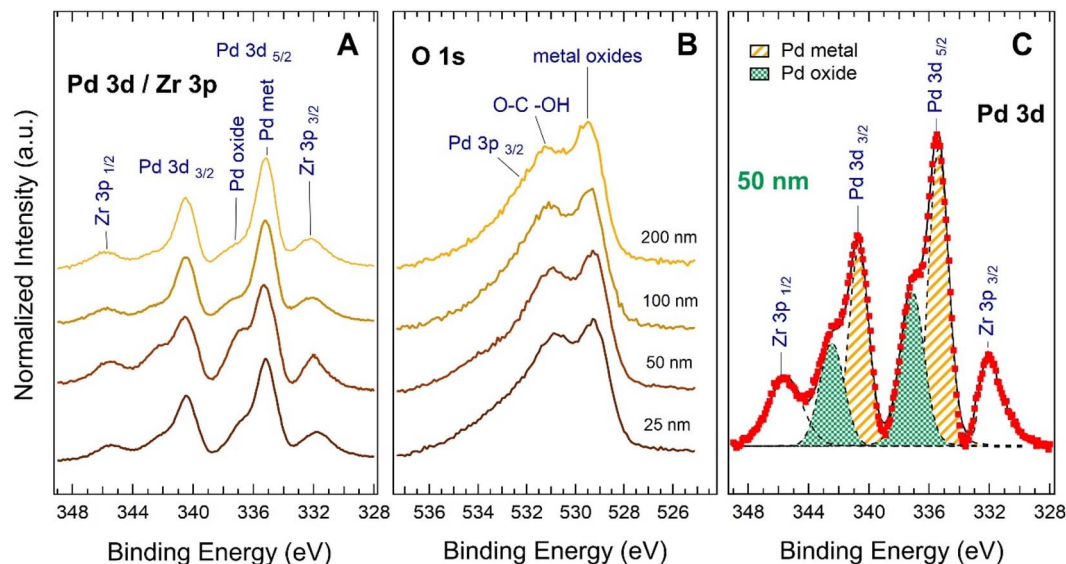 Normalized Intensity (a.u.)
A
Pd 3d / Zr 3p
Pd 3d 5/2
Zr 3p 1/2
Pd 3d 3/2
Pd oxide
Pd met
Zr 3p 3/2
348 344 340 336 332 328
Binding Energy (eV)
B
O 1s
metal oxides
O-C -OH
Pd 3p 3/2
200 nm
100 nm
50 nm
25 nm
536 534 532 530 528 526
Binding Energy (eV)
C
Pd metal
Pd oxide
Pd 3d 5/2
Pd 3d
50 nm
Pd 3d 3/2
Zr 3p 1/2
Zr 3p 3/2
348 344 340 336 332 328
Binding Energy (eV)